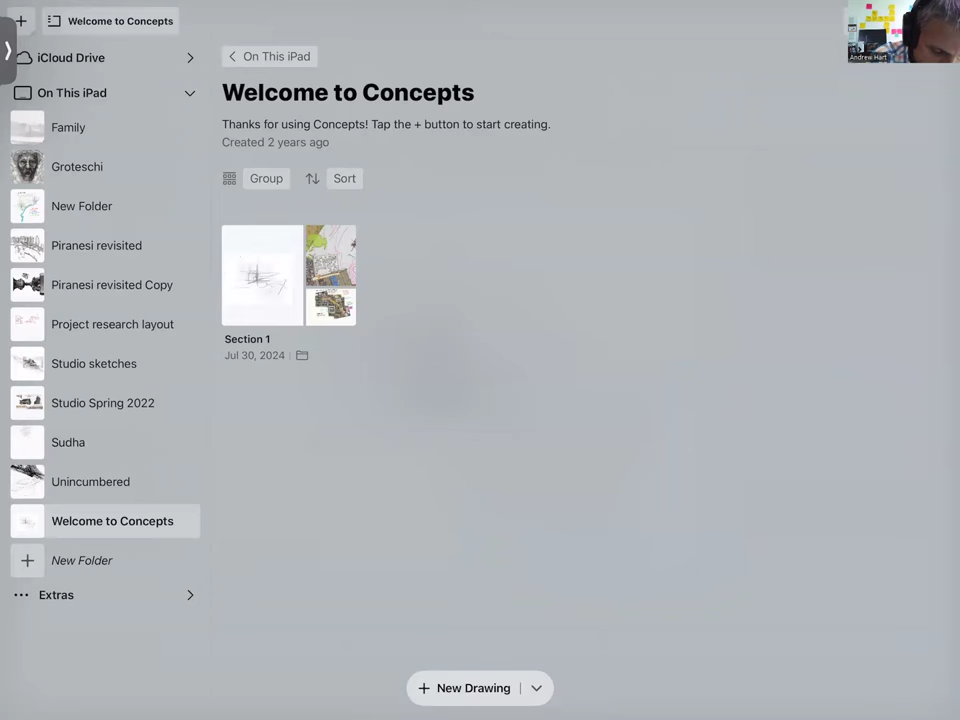 Welcome to Concepts
iCloud Drive
On This iPad
Family
Groteschi
New Folder
Piranesi revisited
Piranesi revisited Copy
Project research layout
Studio sketches
Studio Spring 2022
Sudha
Unincumbered
Welcome to Concepts
New Folder
Extras
On This iPad
Welcome to Concepts
Thanks for using Concepts! Tap the + button to start creating.
Created 2 years ago
Group
Sort
Section 1
Jul 30, 2024
+ New Drawing
Andrew Hart